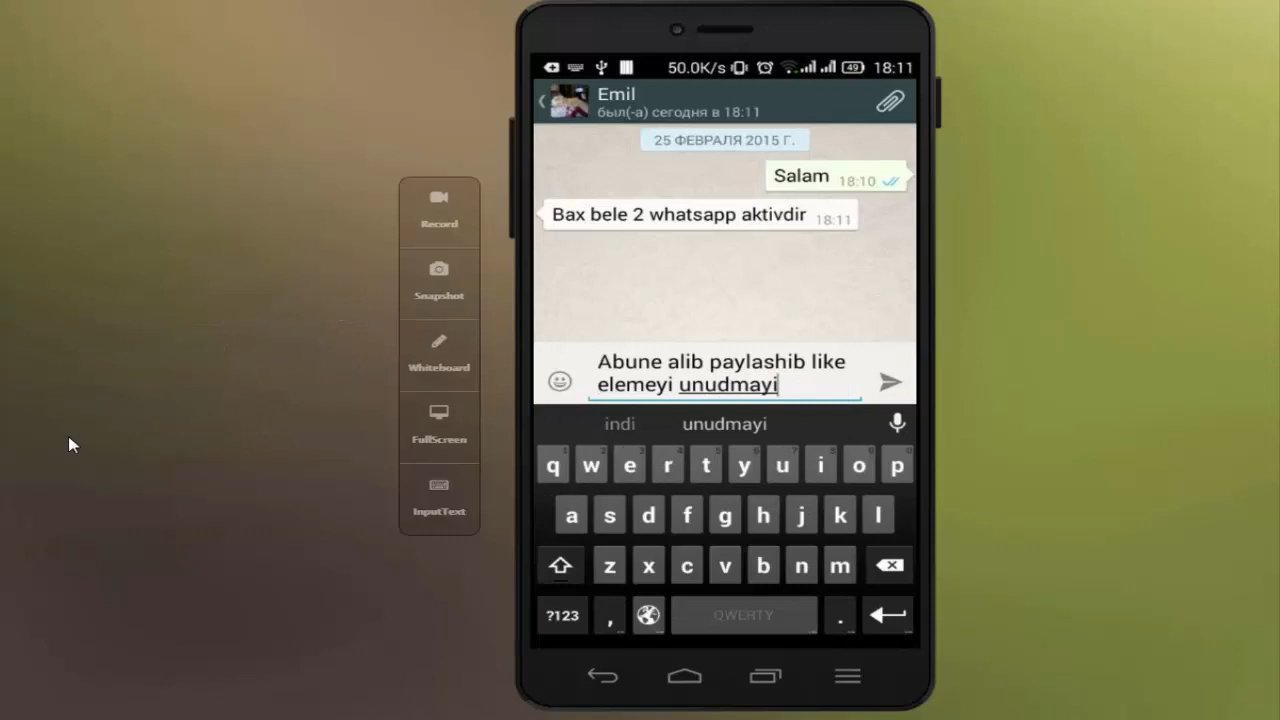 50.0K/s 49 18:11
Emil
был(-а) сегодня в 18:11
25 ФЕВРАЛЯ 2015 Г.
Salam 18:10
Bax bele 2 whatsapp aktivdir 18:11
Abune alib paylashib like
elemeyi unudmayi
indi unudmayi
q w e r t y u i o p
a s d f g h j k l
z x c v b n m
?123 , QWERTY .
Record
Snapshot
Whiteboard
FullScreen
InputText